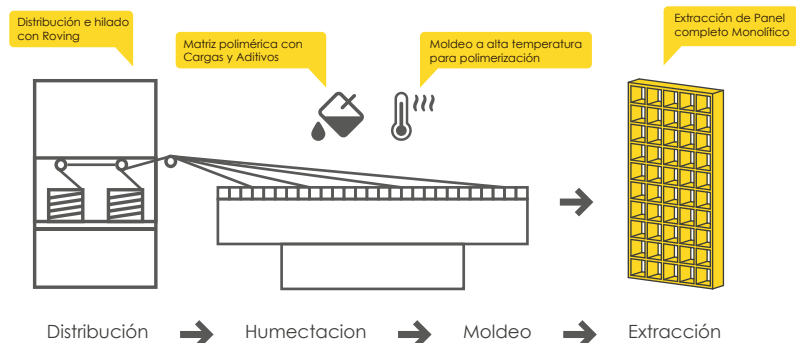 Distribución e hilado
con Roving
Matriz polimérica con
Cargas y Aditivos
Moldeo a alta temperatura
para polimerización
Extracción de Panel
completo Monolítico
Distribución
Humectacion
Moldeo
Extracción